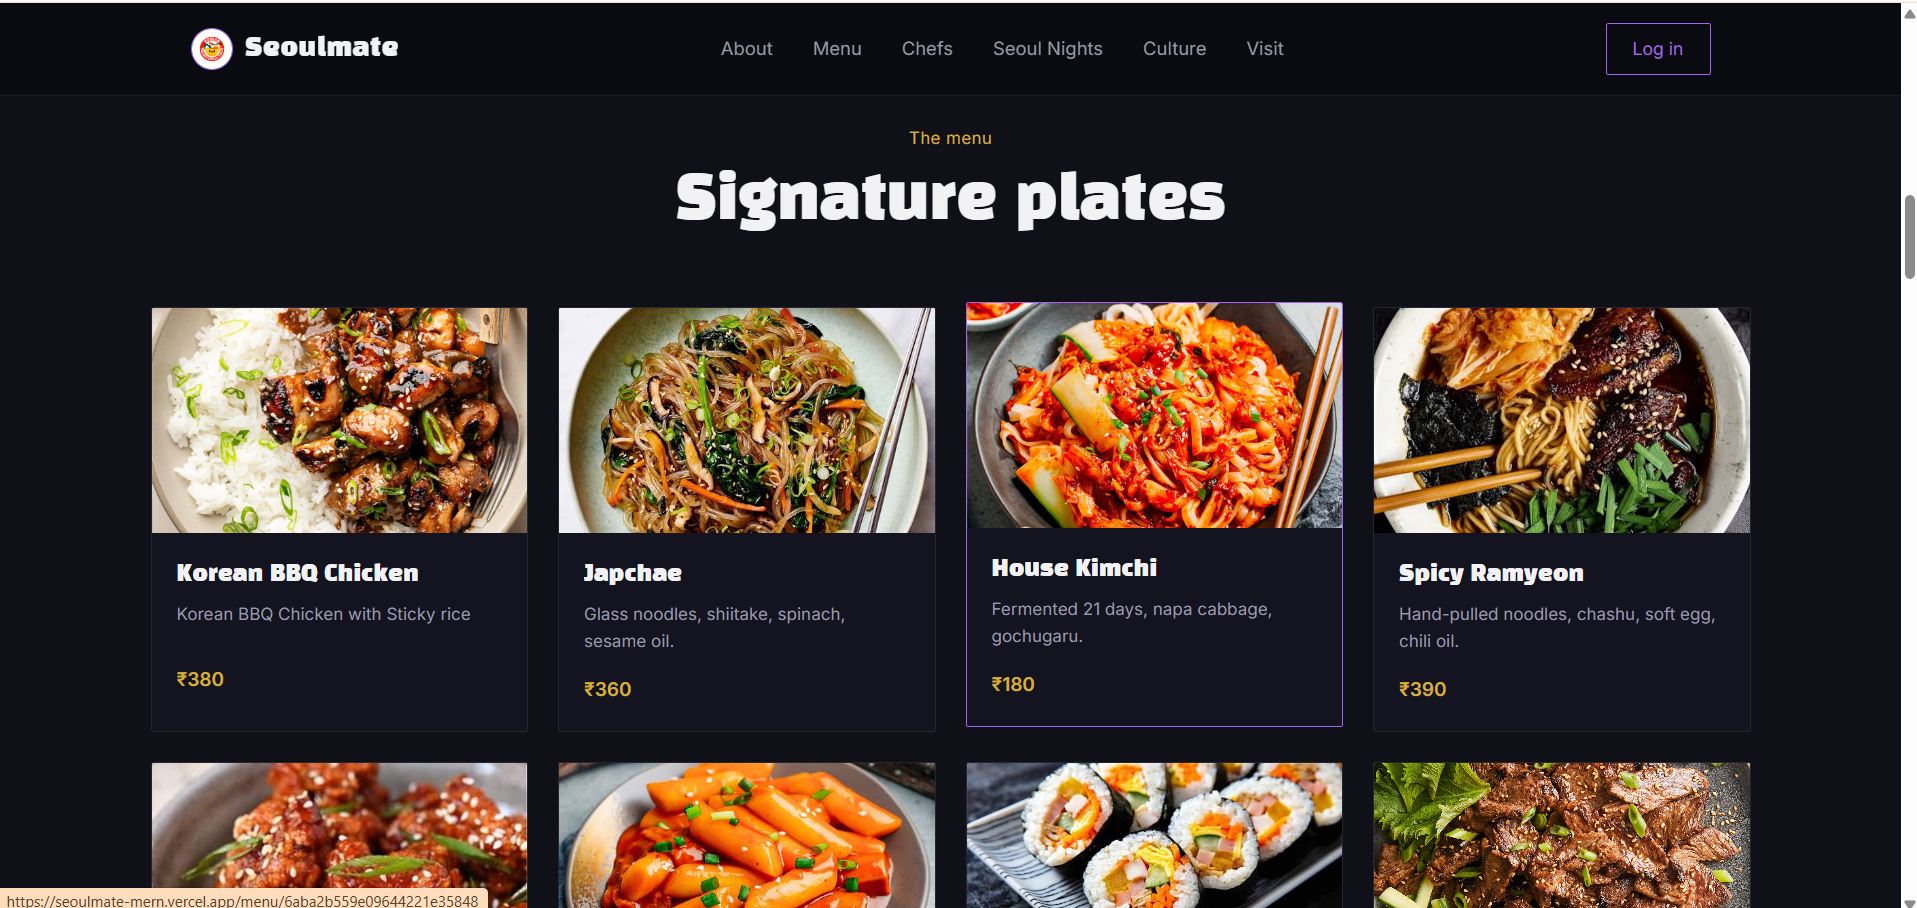 Seoulmate
About
Menu
Chefs
Seoul Nights
Culture
Visit
Log in
The menu
Signature plates
Korean BBQ Chicken
Korean BBQ Chicken with Sticky rice
₹380
Japchae
Glass noodles, shiitake, spinach,
sesame oil.
₹360
House Kimchi
Fermented 21 days, napa cabbage,
gochugaru.
₹180
Spicy Ramyeon
Hand-pulled noodles, chashu, soft egg,
chili oil.
₹390
https://seoulmate-mern.vercel.app/menu/6aba2b559e09644221e35848